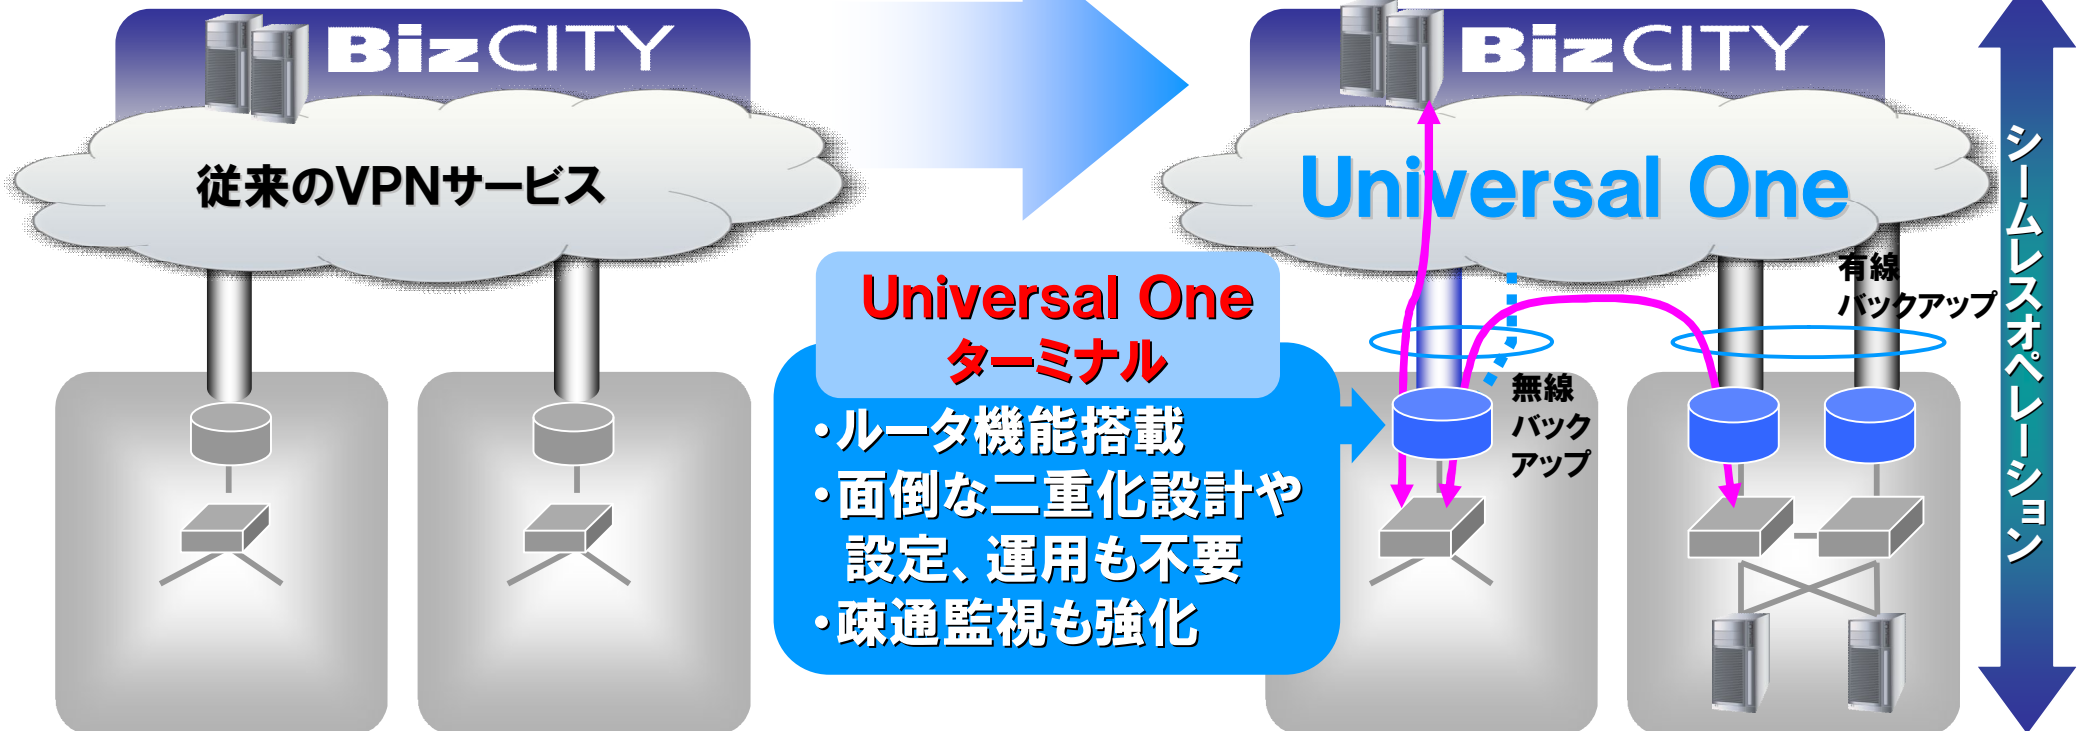 BizCITY
従来のVPNサービス
BizCITY
Universal One
Universal One
ターミナル
・ルータ機能搭載
・面倒な二重化設計や
設定、運用も不要
・疎通監視も強化
有線
バックアップ
無線
バック
アップ
シームレスオペレーション